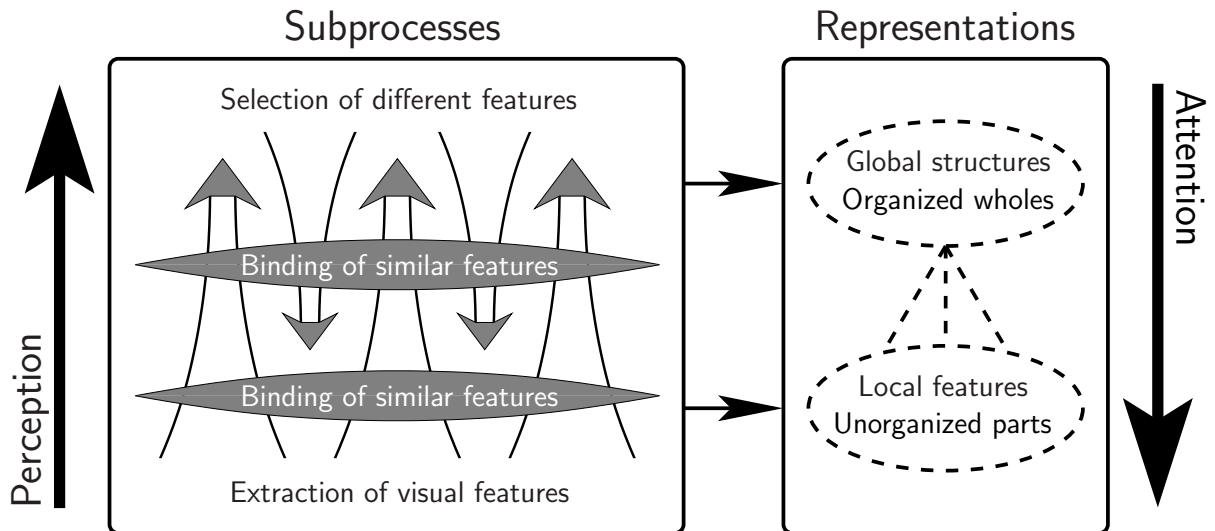 Subprocesses
Representations
Perception
Selection of different features
Binding of similar features
Binding of similar features
Extraction of visual features
Global structures
Organized wholes
Local features
Unorganized parts
Attention